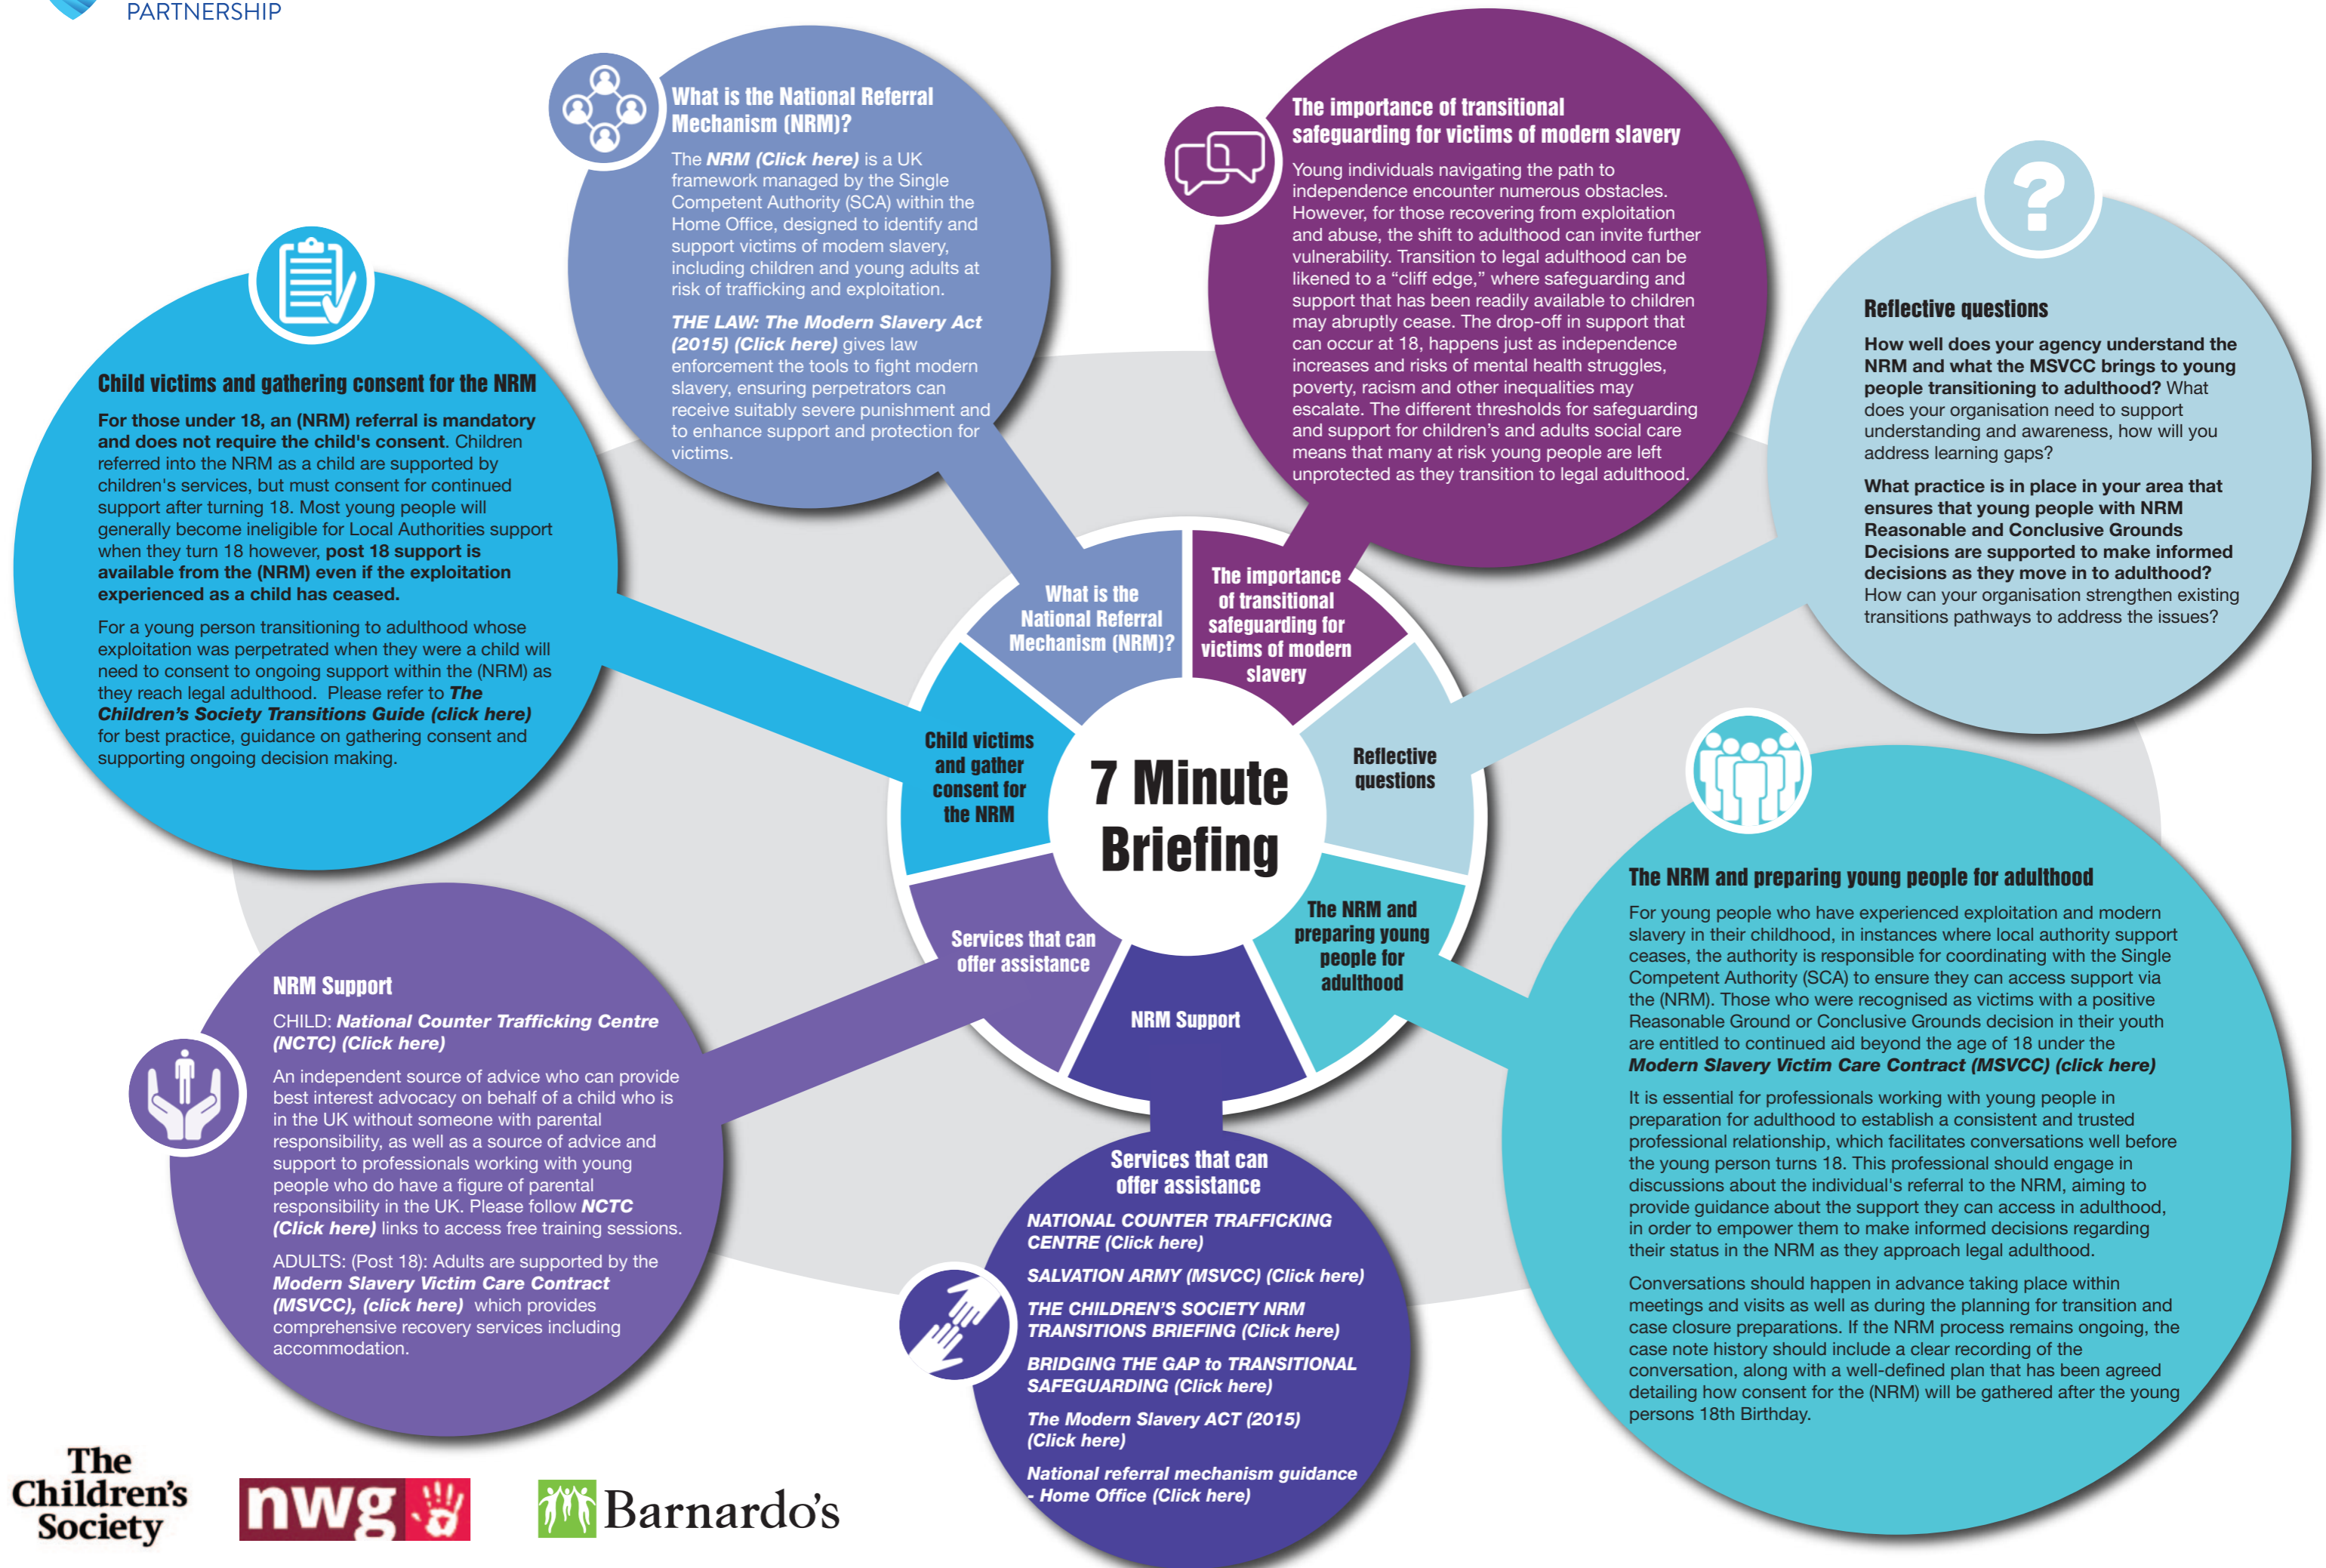 PARTNERSHIP
What is the National Referral
Mechanism (NRM)?
The NRM (Click here) is a UK
framework managed by the Single
Competent Authority (SCA) within the
Home Office, designed to identify and
support victims of modem slavery,
including children and young adults at
risk of trafficking and exploitation.
THE LAW: The Modern Slavery Act
(2015) (Click here) gives law
enforcement the tools to fight modern
slavery, ensuring perpetrators can
receive suitably severe punishment and
to enhance support and protection for
victims.
The importance of transitional
safeguarding for victims of modern slavery
Young individuals navigating the path to
independence encounter numerous obstacles.
However, for those recovering from exploitation
and abuse, the shift to adulthood can invite further
vulnerability. Transition to legal adulthood can be
likened to a “cliff edge,” where safeguarding and
support that has been readily available to children
may abruptly cease. The drop-off in support that
can occur at 18, happens just as independence
increases and risks of mental health struggles,
poverty, racism and other inequalities may
escalate. The different thresholds for safeguarding
and support for children’s and adults social care
means that many at risk young people are left
unprotected as they transition to legal adulthood.
Reflective questions
How well does your agency understand the
NRM and what the MSVCC brings to young
people transitioning to adulthood? What
does your organisation need to support
understanding and awareness, how will you
address learning gaps?
What practice is in place in your area that
ensures that young people with NRM
Reasonable and Conclusive Grounds
Decisions are supported to make informed
decisions as they move in to adulthood?
How can your organisation strengthen existing
transitions pathways to address the issues?
Child victims and gathering consent for the NRM
For those under 18, an (NRM) referral is mandatory
and does not require the child's consent. Children
referred into the NRM as a child are supported by
children's services, but must consent for continued
support after turning 18. Most young people will
generally become ineligible for Local Authorities support
when they turn 18 however, post 18 support is
available from the (NRM) even if the exploitation
experienced as a child has ceased.
For a young person transitioning to adulthood whose
exploitation was perpetrated when they were a child will
need to consent to ongoing support within the (NRM) as
they reach legal adulthood. Please refer to The
Children’s Society Transitions Guide (click here)
for best practice, guidance on gathering consent and
supporting ongoing decision making.
What is the
National Referral
Mechanism (NRM)?
The importance
of transitional
safeguarding for
victims of modern
slavery
Child victims
and gather
consent for
the NRM
7 Minute
Briefing
Reflective
questions
Services that can
offer assistance
NRM Support
The NRM and
preparing young
people for
adulthood
The NRM and preparing young people for adulthood
For young people who have experienced exploitation and modern
slavery in their childhood, in instances where local authority support
ceases, the authority is responsible for coordinating with the Single
Competent Authority (SCA) to ensure they can access support via
the (NRM). Those who were recognised as victims with a positive
Reasonable Ground or Conclusive Grounds decision in their youth
are entitled to continued aid beyond the age of 18 under the
Modern Slavery Victim Care Contract (MSVCC) (click here)
It is essential for professionals working with young people in
preparation for adulthood to establish a consistent and trusted
professional relationship, which facilitates conversations well before
the young person turns 18. This professional should engage in
discussions about the individual's referral to the NRM, aiming to
provide guidance about the support they can access in adulthood,
in order to empower them to make informed decisions regarding
their status in the NRM as they approach legal adulthood.
Conversations should happen in advance taking place within
meetings and visits as well as during the planning for transition and
case closure preparations. If the NRM process remains ongoing, the
case note history should include a clear recording of the
conversation, along with a well-defined plan that has been agreed
detailing how consent for the (NRM) will be gathered after the young
persons 18th Birthday.
NRM Support
CHILD: National Counter Trafficking Centre
(NCTC) (Click here)
An independent source of advice who can provide
best interest advocacy on behalf of a child who is
in the UK without someone with parental
responsibility, as well as a source of advice and
support to professionals working with young
people who do have a figure of parental
responsibility in the UK. Please follow NCTC
(Click here) links to access free training sessions.
ADULTS: (Post 18): Adults are supported by the
Modern Slavery Victim Care Contract
(MSVCC), (click here) which provides
comprehensive recovery services including
accommodation.
Services that can
offer assistance
NATIONAL COUNTER TRAFFICKING
CENTRE (Click here)
SALVATION ARMY (MSVCC) (Click here)
THE CHILDREN’S SOCIETY NRM
TRANSITIONS BRIEFING (Click here)
BRIDGING THE GAP to TRANSITIONAL
SAFEGUARDING (Click here)
The Modern Slavery ACT (2015)
(Click here)
National referral mechanism guidance
- Home Office (Click here)
The
Children’s
Society
nwg
Barnardo’s